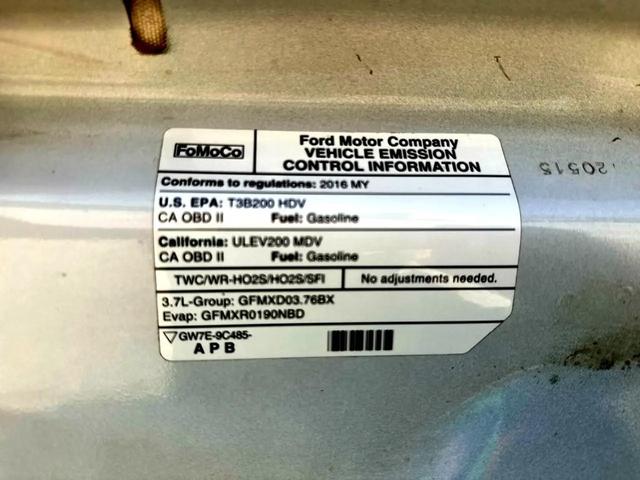 FoMoCo
Ford Motor Company
VEHICLE EMISSION
CONTROL INFORMATION
Conforms to regulations: 2016 MY
U.S. EPA: T3B200 HDV
CA OBD II Fuel: Gasoline
California: ULEV200 MDV
CA OBD II Fuel: Gasoline
TWC/WR-HO2S/HO2S/SFI No adjustments needed.
3.7L-Group: GFMXD03.76BX
Evap: GFMXR0190NBD
GW7E-9C485-
APB
20515